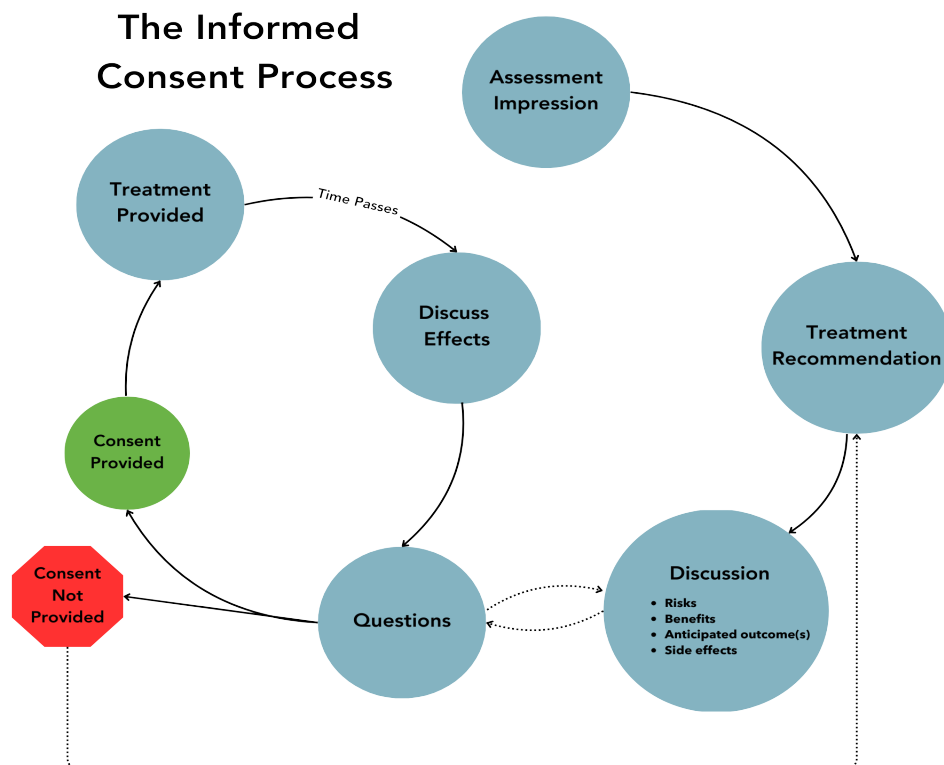 The Informed
Consent Process
Assessment
Impression
Treatment
Provided
Time Passes
Discuss
Effects
Treatment
Recommendation
Consent
Provided
Consent
Not
Provided
Questions
Discussion
• Risks
• Benefits
• Anticipated outcome(s)
• Side effects